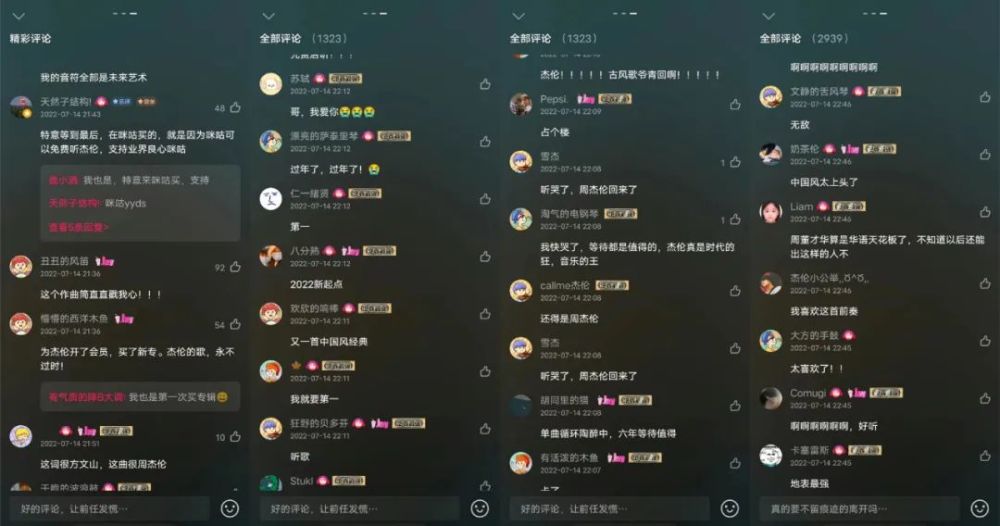 精彩评论
我的音符全部是未来艺术
天然子结构!
48
2022-07-14 21:43
特意等到最后，在咪咕买的，就是因为咪咕可
以免费听杰伦，支持业界良心咪咕
我也是，特意来咪咕买、支持
天然子结构: 咪咕yyds
查看5条回复>
丑丑的风笛
92
2022-07-14 21:36
这个作曲简直直戳我心！！！
懵懵的西洋木鱼
54
2022-07-14 21:36
为杰伦开了会员，买了新专。杰伦的歌，永不
过时！
有气质的降B大调: 我也是第一次买专辑😄
10
2022-07-14 21:51
这词很方文山，这曲很周杰伦
好的评论，让前任发慌…
全部评论 （1323）
苏轼
2022-07-14 22:12
哥，我爱你😭😭😭
漂亮的萨泰里琴
2022-07-14 22:12
过年了，过年了！😭
仁一绪贤
2022-07-14 22:12
第一
八分熟
2022-07-14 22:12
2022新起点
欢欣的嗬棒
2022-07-14 22:11
又一首中国风经典
🍁
2022-07-14 22:11
我就要第一
狂野的贝多芬
2022-07-14 22:11
听歌
Stukl
好的评论，让前任发慌…
全部评论 （1323）
杰伦！！！！！古风歌爷青回啊！！！！！
Pepsi.
2022-07-14 22:09
占个楼
雪杰
1
2022-07-14 22:08
听哭了，周杰伦回来了
淘气的电钢琴
1
2022-07-14 22:08
我快哭了，等待都是值得的，杰伦真是时代的
狂，音乐的王
callme杰伦
2022-07-14 22:08
还得是周杰伦
雪杰
2022-07-14 22:08
听哭了，周杰伦回来了
胡同里的猫
2022-07-14 22:08
单曲循环陶醉中，六年等待值得
有活泼的木鱼
2022-07-14 22:07
好的评论，让前任发慌…
全部评论 （2939）
啊啊啊啊啊啊啊啊啊
文静的舌风琴
2022-07-14 22:46
无敌
奶茶伦
2022-07-14 22:46
中国风太上头了
Liam
2022-07-14 22:46
周董才华算是华语天花板了，不知道以后还能
出这样的人不
杰伦小公举
2022-07-14 22:45
我喜欢这首前奏
大方的手鼓
2022-07-14 22:45
太喜欢了！！
Comugi
2022-07-14 22:45
啊啊啊啊啊啊，好听
卡塞雷斯
2022-07-14 22:45
地表最强
真的要不留痕迹的离开吗…